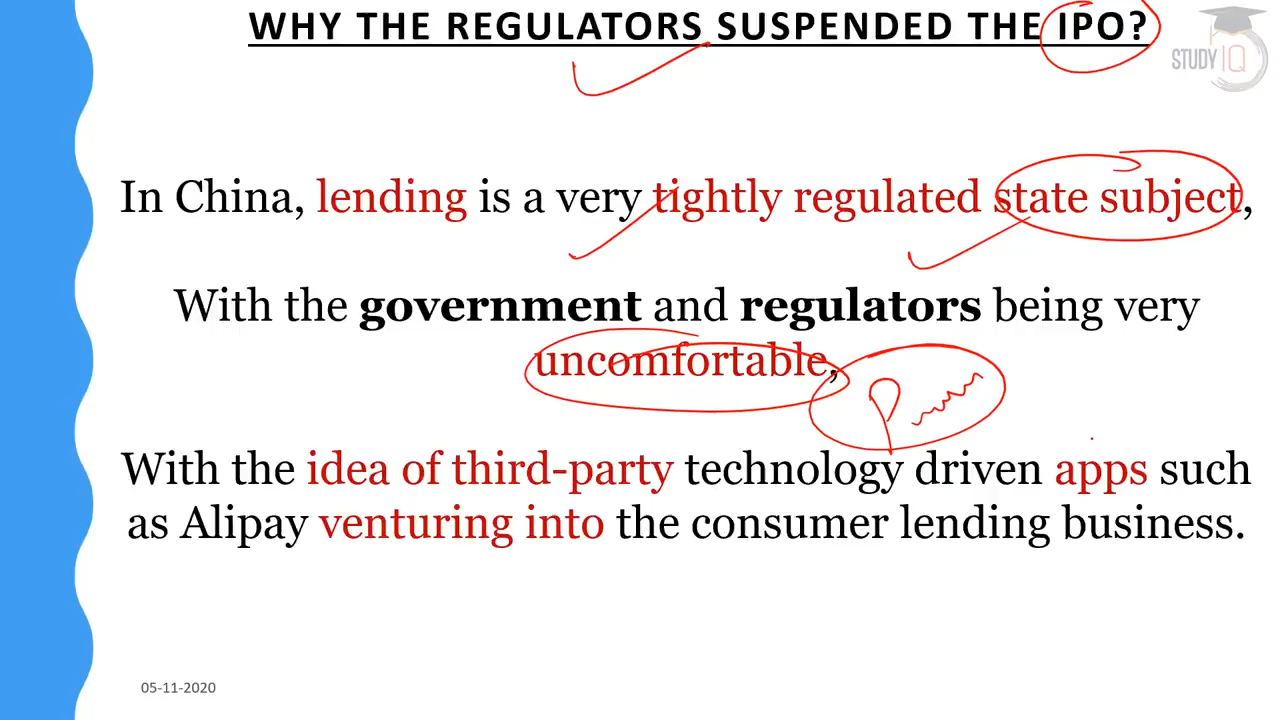 WHY THE REGULATORS SUSPENDED THE IPO?
STUDY IQ
In China, lending is a very tightly regulated state subject,
With the government and regulators being very
uncomfortable,
With the idea of third-party technology driven apps such
as Alipay venturing into the consumer lending business.
05-11-2020